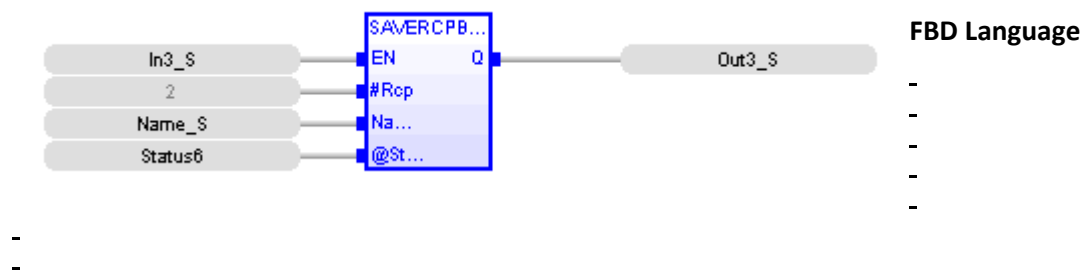 SAVERCPB...
FBD Language
In3_S EN Q Out3_S
2 #Rcp
Name_S Na...
Status6 @St...
-
-
-
-
-
-
-